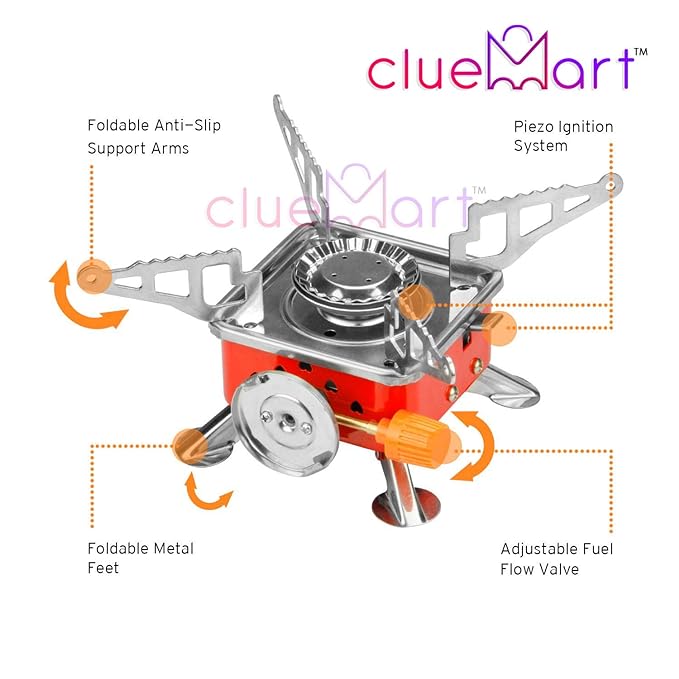 clueMart™
Foldable Anti-Slip
Support Arms
Piezo Ignition
System
clueMart™
Foldable Metal
Feet
Adjustable Fuel
Flow Valve